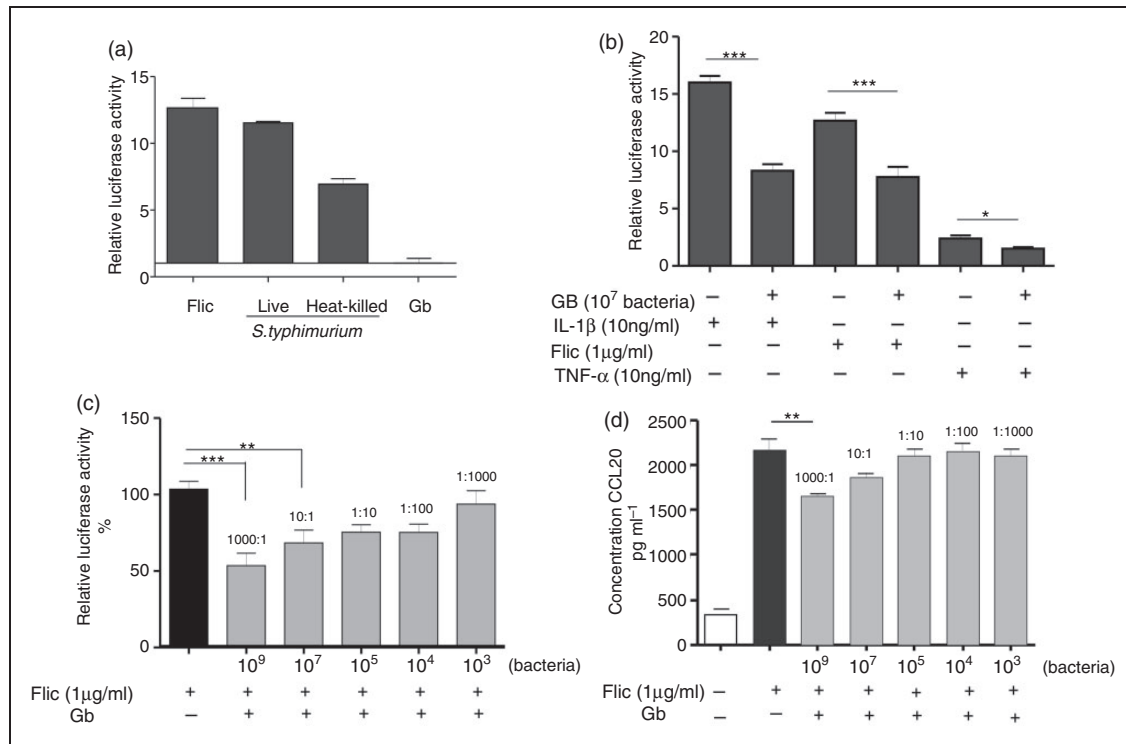 (a)
Relative luciferase activity
15
10
5
0
Flic Live Heat-killed Gb
S.typhimurium
(b)
Relative luciferase activity
20
15
10
5
0
*** *** *
GB (10⁷ bacteria) – + – + – +
IL-1β (10ng/ml) + + – – – –
Flic (1µg/ml) – – + + – –
TNF-α (10ng/ml) – – – – + +
(c)
Relative luciferase activity
%
150
100
50
0
**
***
1000:1 10:1 1:10 1:100 1:1000
10⁹ 10⁷ 10⁵ 10⁴ 10³ (bacteria)
Flic (1µg/ml) + + + + + +
Gb – + + + + +
(d)
Concentration CCL20
pg ml⁻¹
2500
2000
1500
1000
500
0
**
1000:1 10:1 1:10 1:100 1:1000
10⁹ 10⁷ 10⁵ 10⁴ 10³ (bacteria)
Flic (1µg/ml) – + + + + + +
Gb – – + + + + +